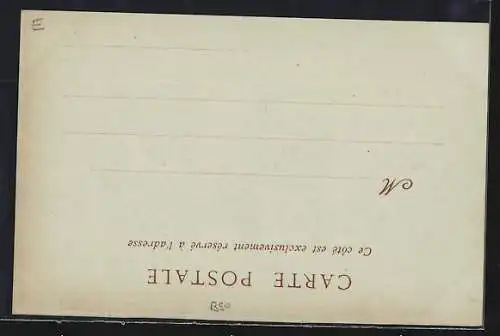 CARTE POSTALE
Ce côté est exclusivement réservé à l'adresse
M
E